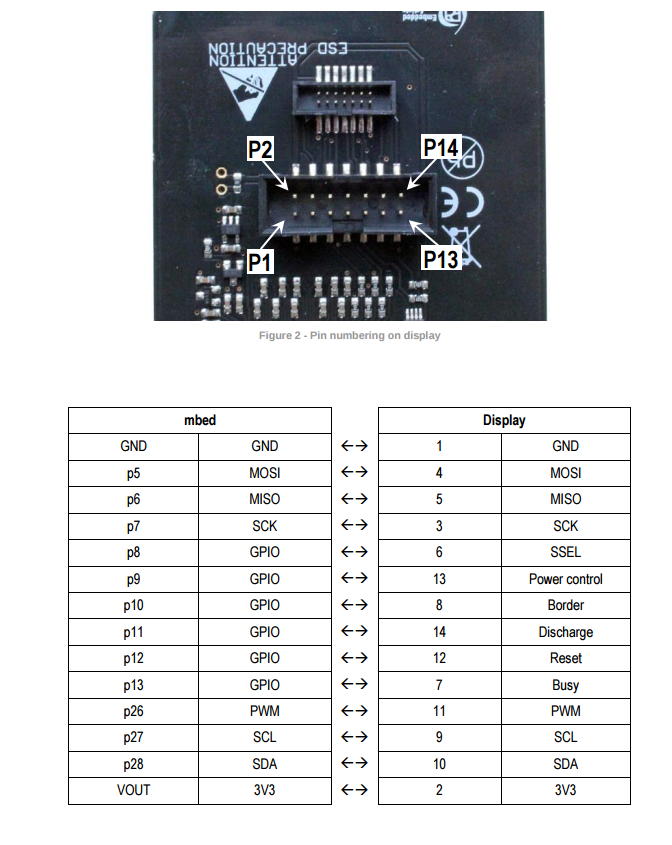 Embedded
ESD PRECAUTION
ATTENTION
P2
P14
P1
P13
Figure 2 - Pin numbering on display
mbed Display
GND GND ←→ 1 GND
p5 MOSI ←→ 4 MOSI
p6 MISO ←→ 5 MISO
p7 SCK ←→ 3 SCK
p8 GPIO ←→ 6 SSEL
p9 GPIO ←→ 13 Power control
p10 GPIO ←→ 8 Border
p11 GPIO ←→ 14 Discharge
p12 GPIO ←→ 12 Reset
p13 GPIO ←→ 7 Busy
p26 PWM ←→ 11 PWM
p27 SCL ←→ 9 SCL
p28 SDA ←→ 10 SDA
VOUT 3V3 ←→ 2 3V3